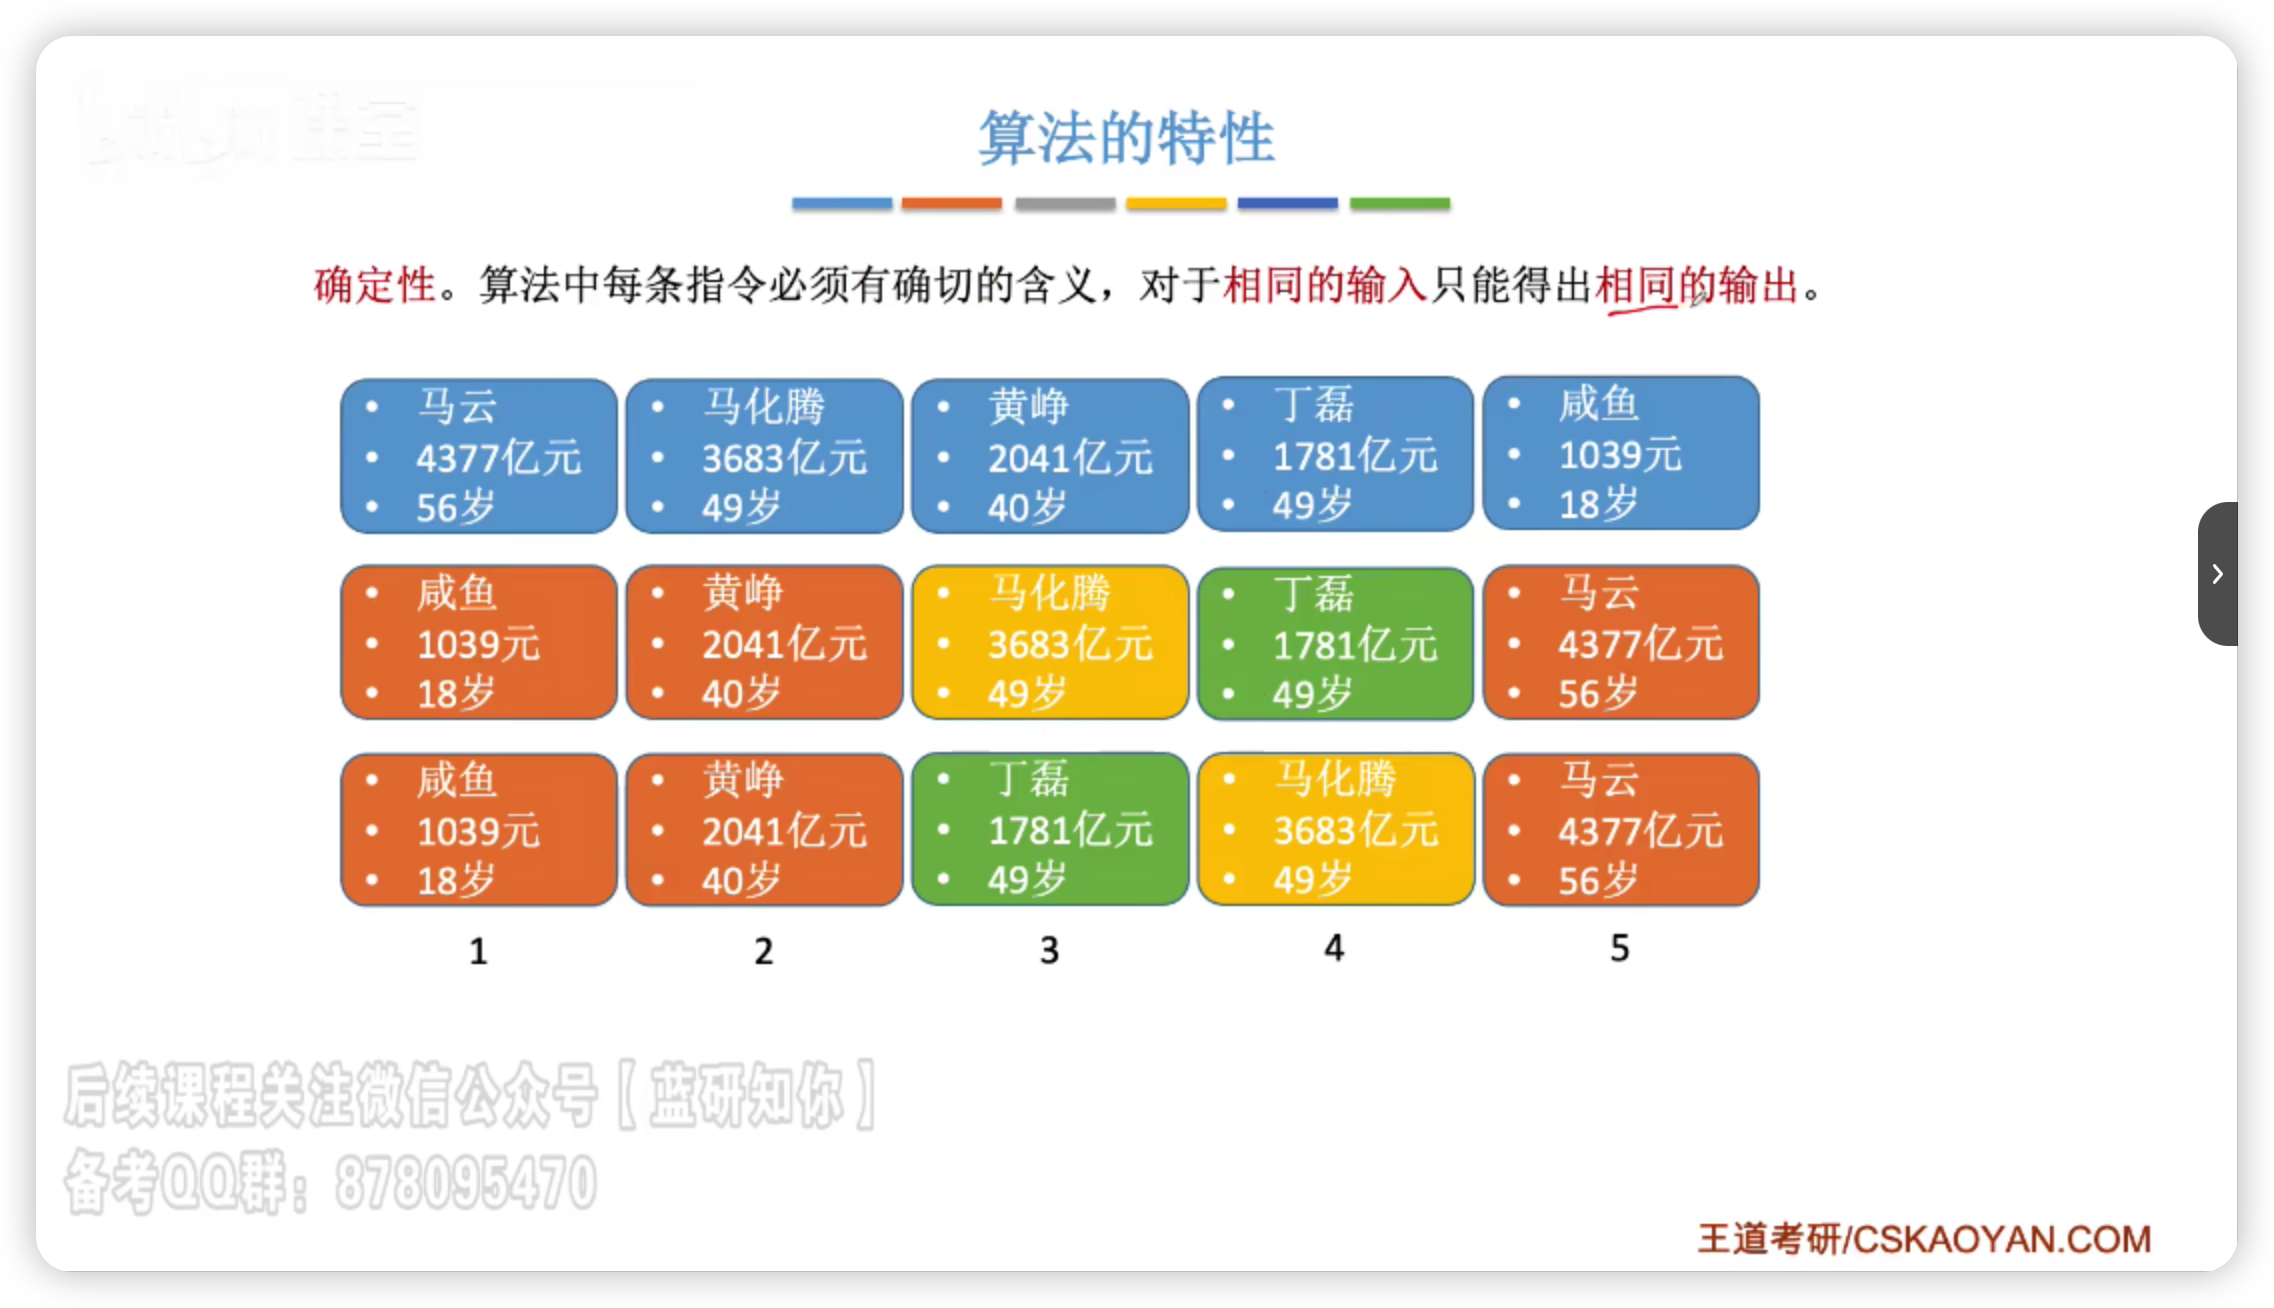 算法的特性
确定性。算法中每条指令必须有确切的含义，对于相同的输入只能得出相同的输出。
马云
4377亿元
56岁
马化腾
3683亿元
49岁
黄峥
2041亿元
40岁
丁磊
1781亿元
49岁
咸鱼
1039元
18岁
咸鱼
1039元
18岁
黄峥
2041亿元
40岁
马化腾
3683亿元
49岁
丁磊
1781亿元
49岁
马云
4377亿元
56岁
咸鱼
1039元
18岁
黄峥
2041亿元
40岁
丁磊
1781亿元
49岁
马化腾
3683亿元
49岁
马云
4377亿元
56岁
1
2
3
4
5
后续课程关注微信公众号【蓝研知你】
备考QQ群：878095470
王道考研/CSKAOYAN.COM